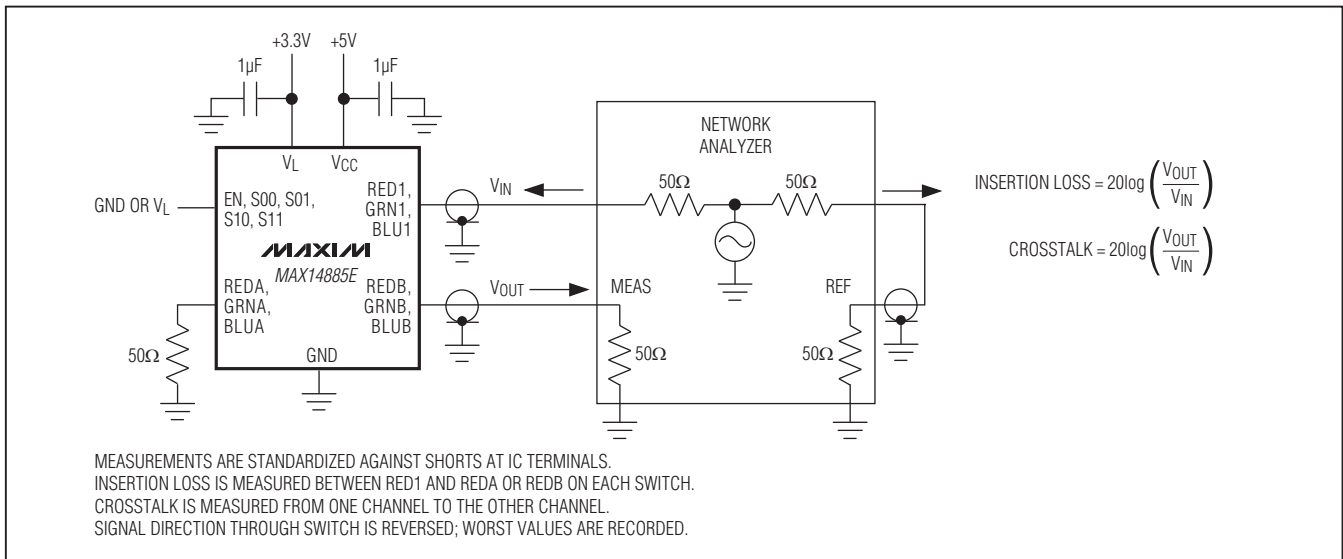 +3.3V +5V
1µF 1µF
VL VCC
EN, S00, S01,
S10, S11
GND OR VL
RED1,
GRN1,
BLU1
MAXIM
MAX14885E
REDA,
GRNA,
BLUA
REDB,
GRNB,
BLUB
GND
50Ω
VIN
VOUT
NETWORK
ANALYZER
50Ω 50Ω
MEAS REF
50Ω 50Ω
INSERTION LOSS = 20log(VOUT/VIN)
CROSSTALK = 20log(VOUT/VIN)
MEASUREMENTS ARE STANDARDIZED AGAINST SHORTS AT IC TERMINALS.
INSERTION LOSS IS MEASURED BETWEEN RED1 AND REDA OR REDB ON EACH SWITCH.
CROSSTALK IS MEASURED FROM ONE CHANNEL TO THE OTHER CHANNEL.
SIGNAL DIRECTION THROUGH SWITCH IS REVERSED; WORST VALUES ARE RECORDED.